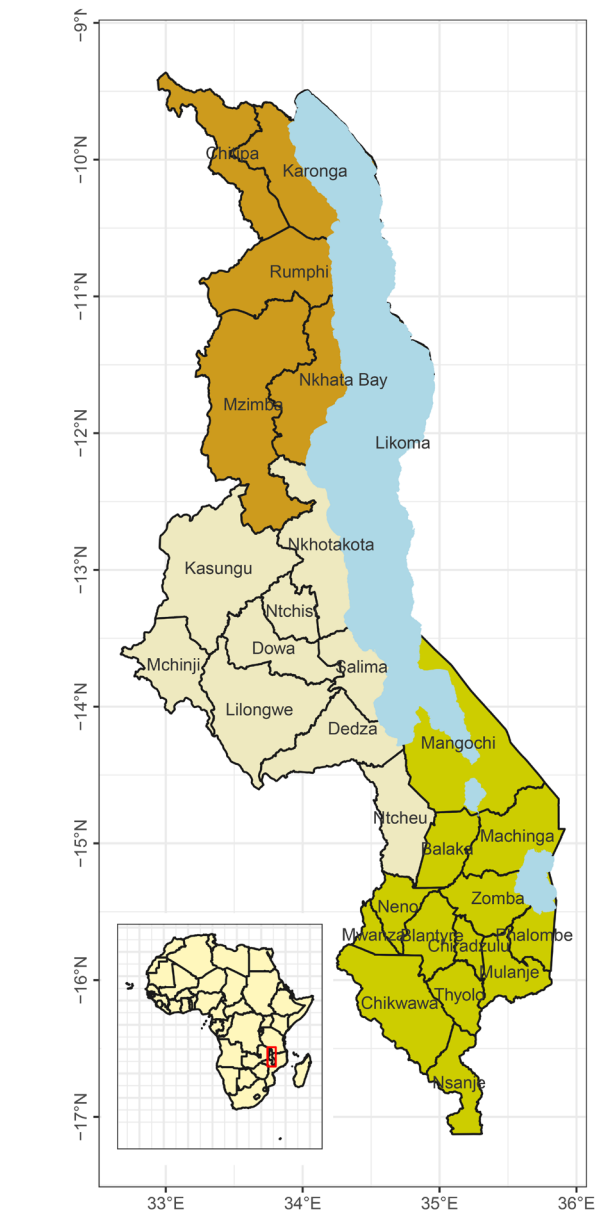 −9°N
Chitipa
−10°N
Karonga
Rumphi
−11°N
Nkhata Bay
Mzimba
−12°N
Likoma
Nkhotakota
−13°N
Kasungu
Ntchisi
Dowa
Mchinji
Salima
−14°N
Lilongwe
Dedza
Mangochi
Ntcheu
Machinga
−15°N
Balaka
Zomba
Neno
Mwanza
Blantyre
Phalombe
Chiradzulu
−16°N
Mulanje
Thyolo
Chikwawa
Nsanje
−17°N
33°E
34°E
35°E
36°E